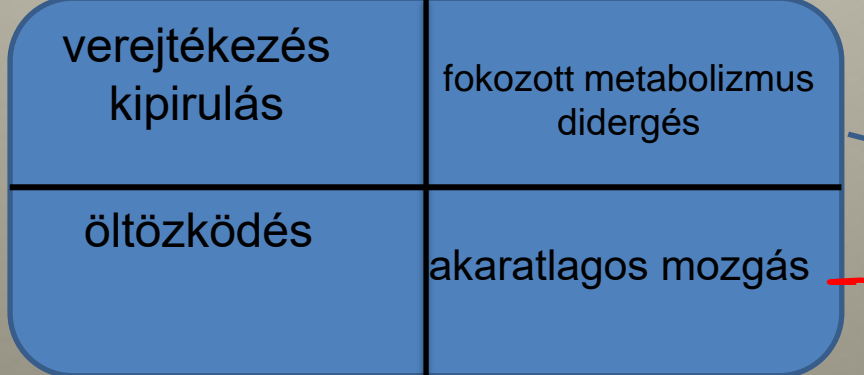 verejtékezés
kipirulás
fokozott metabolizmus
didergés
öltözködés
akaratlagos mozgás